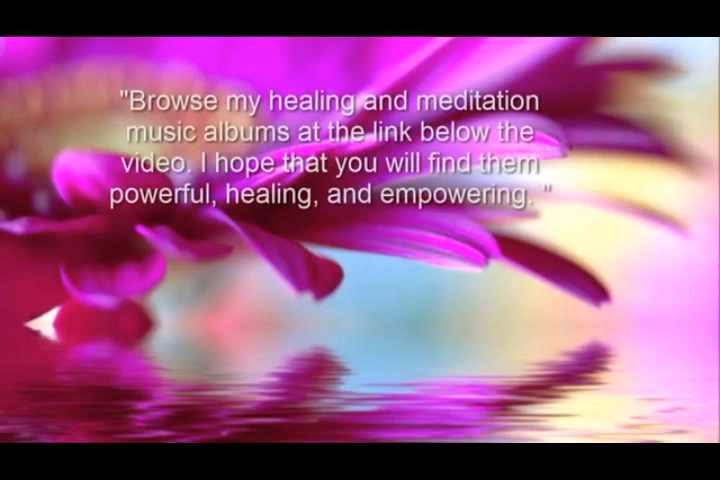 "Browse my healing and meditation
music albums at the link below the
video. I hope that you will find them
powerful, healing, and empowering. "